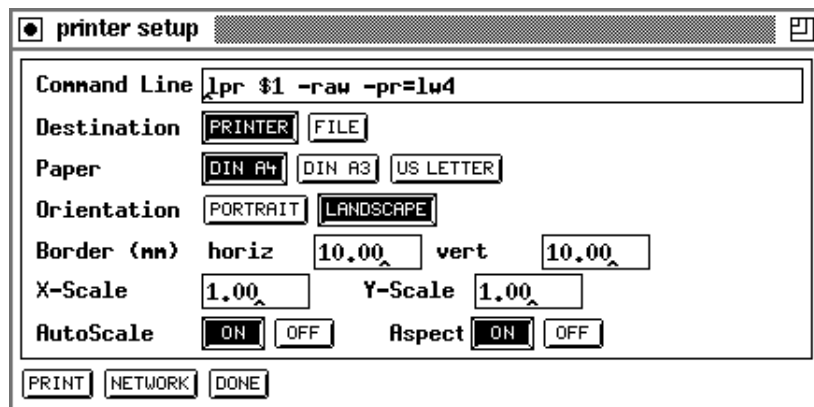 printer setup
Command Line lpr $1 -raw -pr=lw4
Destination PRINTER FILE
Paper DIN A4 DIN A3 US LETTER
Orientation PORTRAIT LANDSCAPE
Border (mm) horiz 10.00 vert 10.00
X-Scale 1.00 Y-Scale 1.00
AutoScale ON OFF Aspect ON OFF
PRINT NETWORK DONE